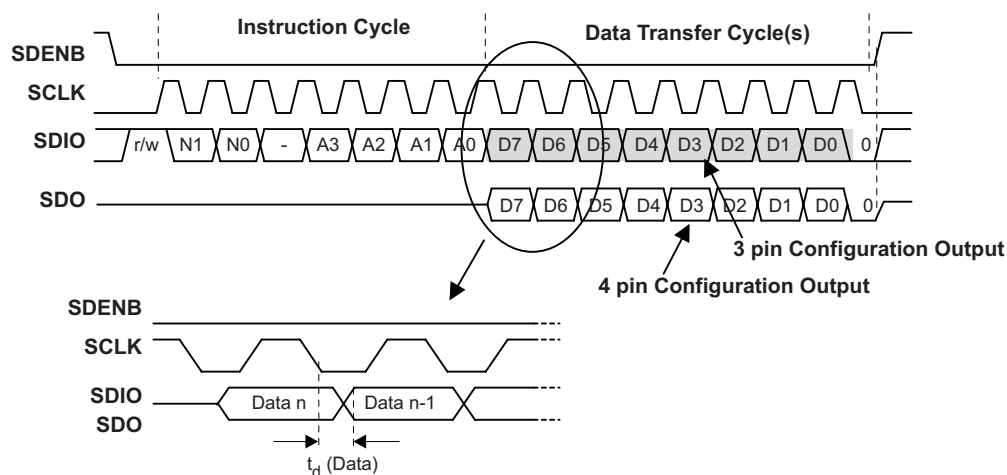 Instruction Cycle Data Transfer Cycle(s)
SDENB
SCLK
SDIO r/w N1 N0 - A3 A2 A1 A0 D7 D6 D5 D4 D3 D2 D1 D0 0
SDO D7 D6 D5 D4 D3 D2 D1 D0 0
3 pin Configuration Output
4 pin Configuration Output
SDENB
SCLK
SDIO
Data n Data n-1
SDO
td (Data)